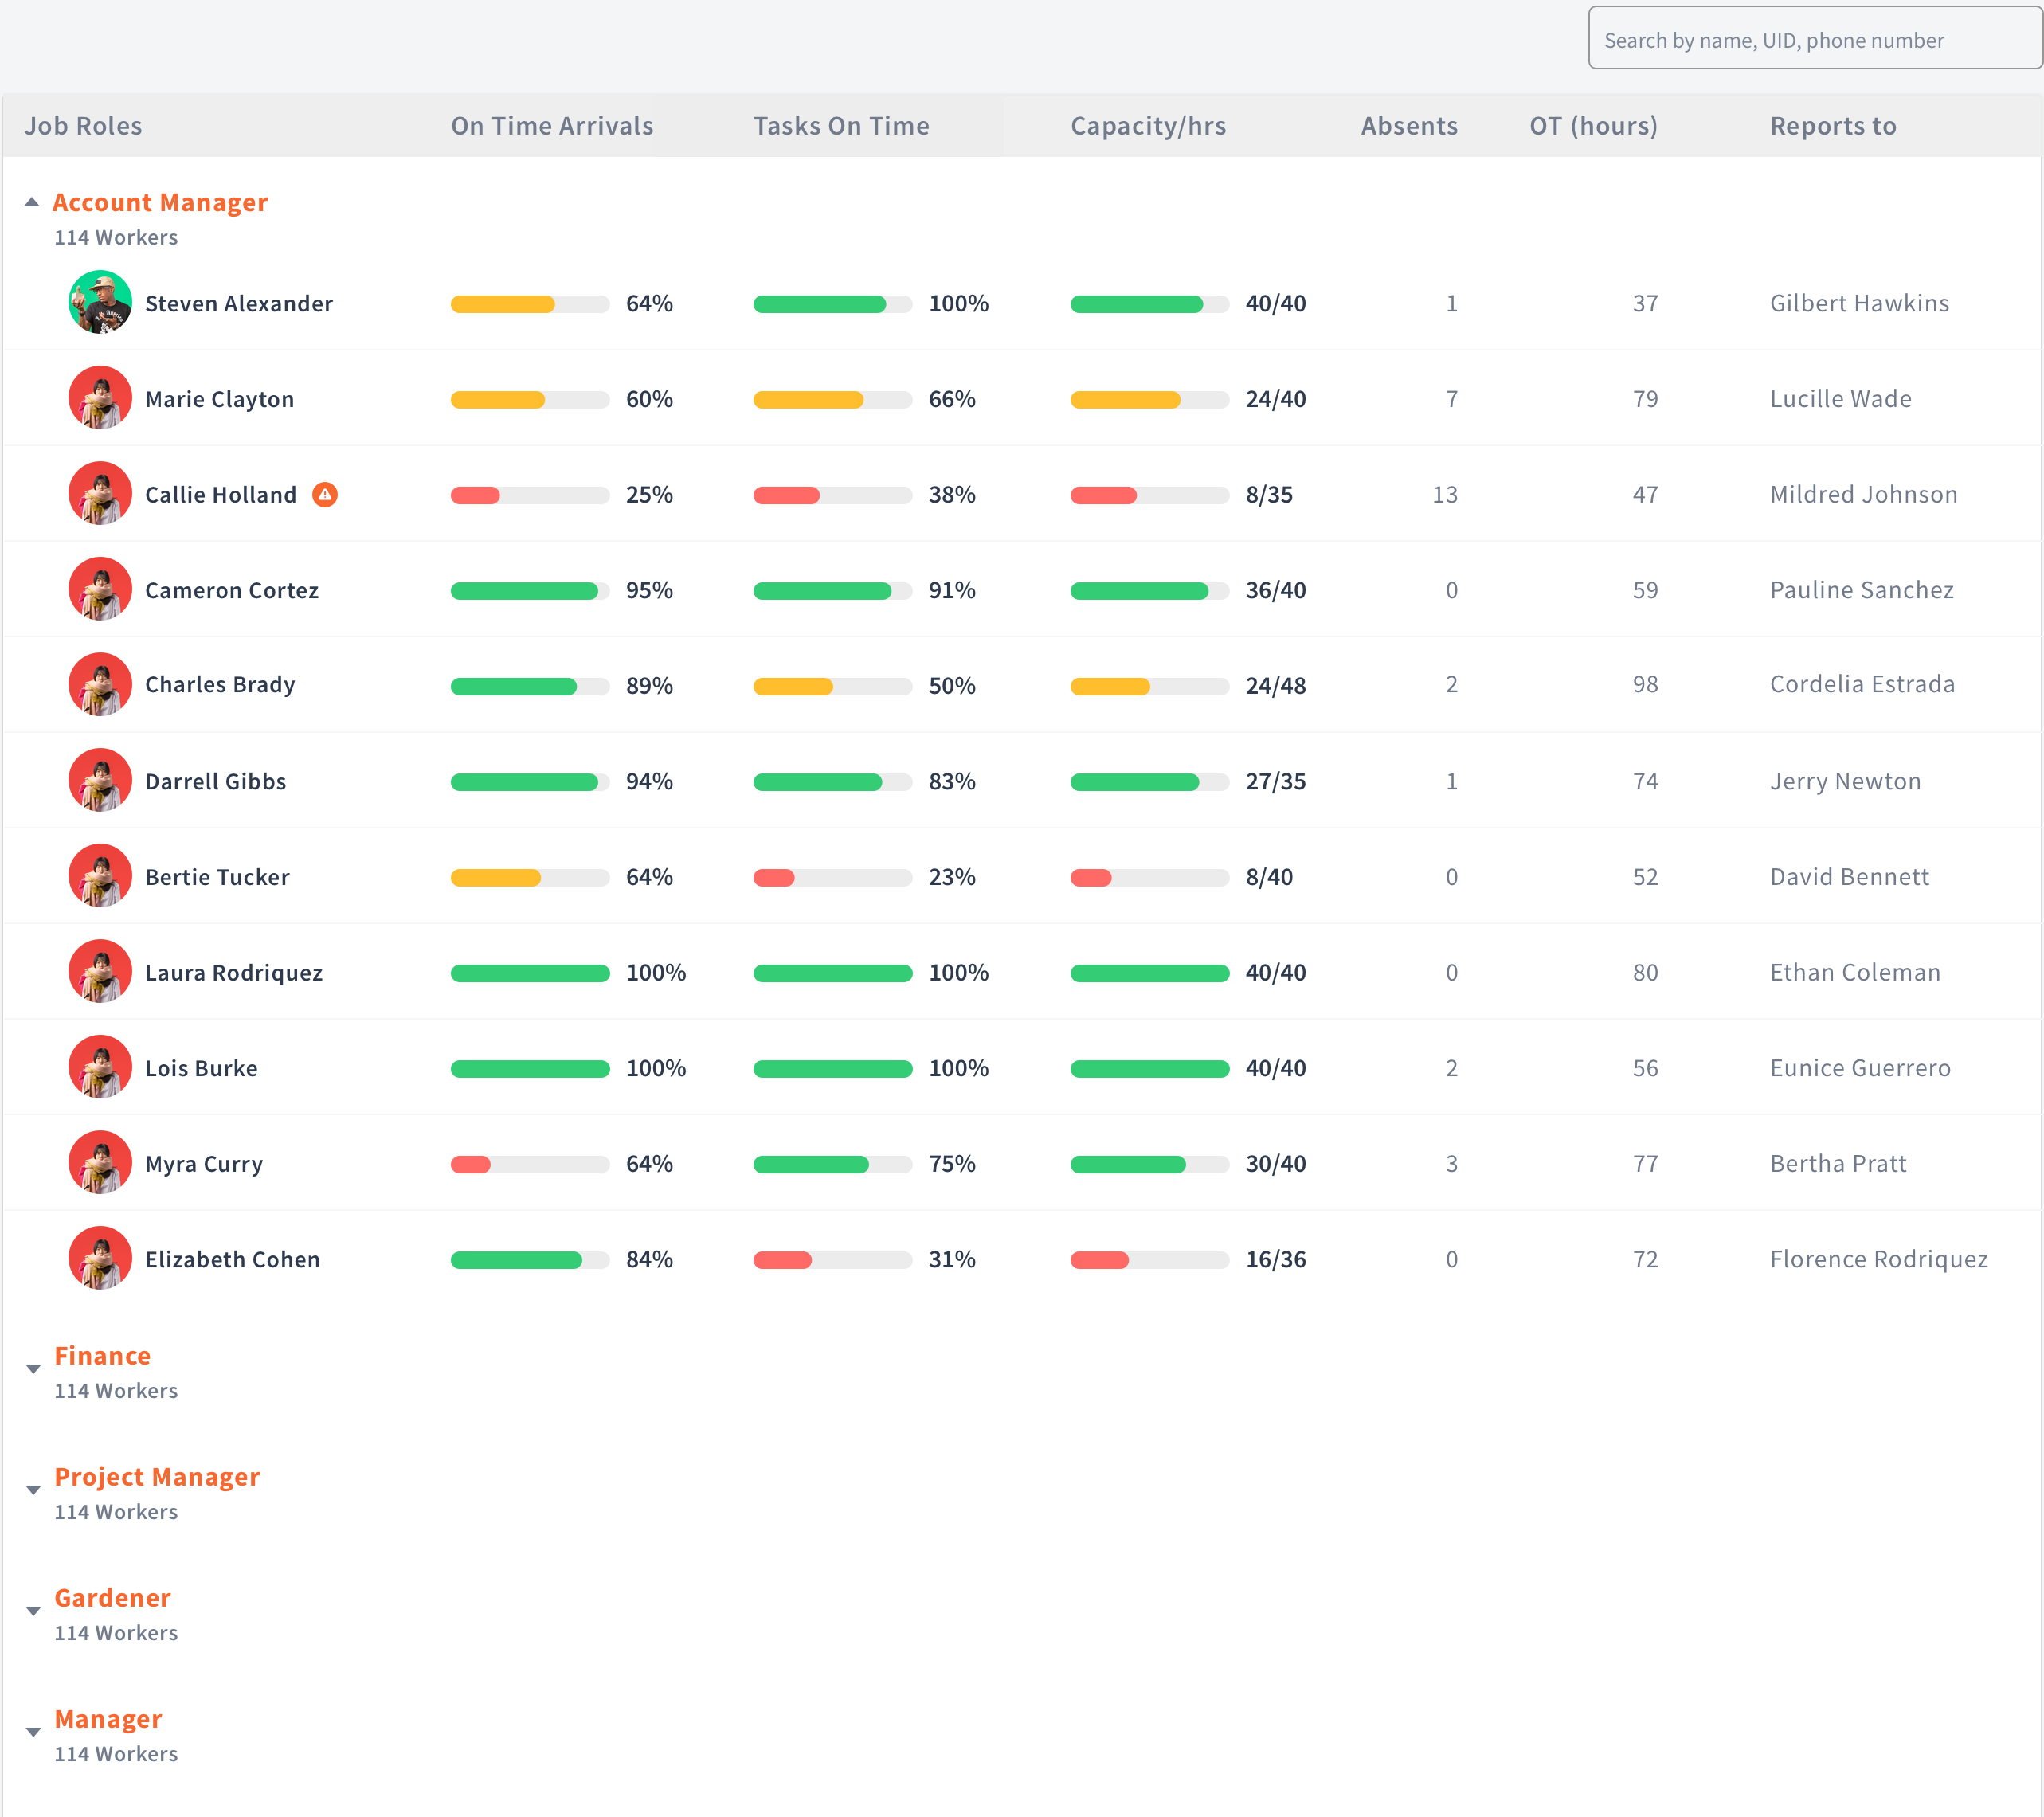 Search by name, UID, phone number
Job Roles On Time Arrivals Tasks On Time Capacity/hrs Absents OT (hours) Reports to
Account Manager
114 Workers
Steven Alexander 64% 100% 40/40 1 37 Gilbert Hawkins
Marie Clayton 60% 66% 24/40 7 79 Lucille Wade
Callie Holland 25% 38% 8/35 13 47 Mildred Johnson
Cameron Cortez 95% 91% 36/40 0 59 Pauline Sanchez
Charles Brady 89% 50% 24/48 2 98 Cordelia Estrada
Darrell Gibbs 94% 83% 27/35 1 74 Jerry Newton
Bertie Tucker 64% 23% 8/40 0 52 David Bennett
Laura Rodriquez 100% 100% 40/40 0 80 Ethan Coleman
Lois Burke 100% 100% 40/40 2 56 Eunice Guerrero
Myra Curry 64% 75% 30/40 3 77 Bertha Pratt
Elizabeth Cohen 84% 31% 16/36 0 72 Florence Rodriquez
Finance
114 Workers
Project Manager
114 Workers
Gardener
114 Workers
Manager
114 Workers